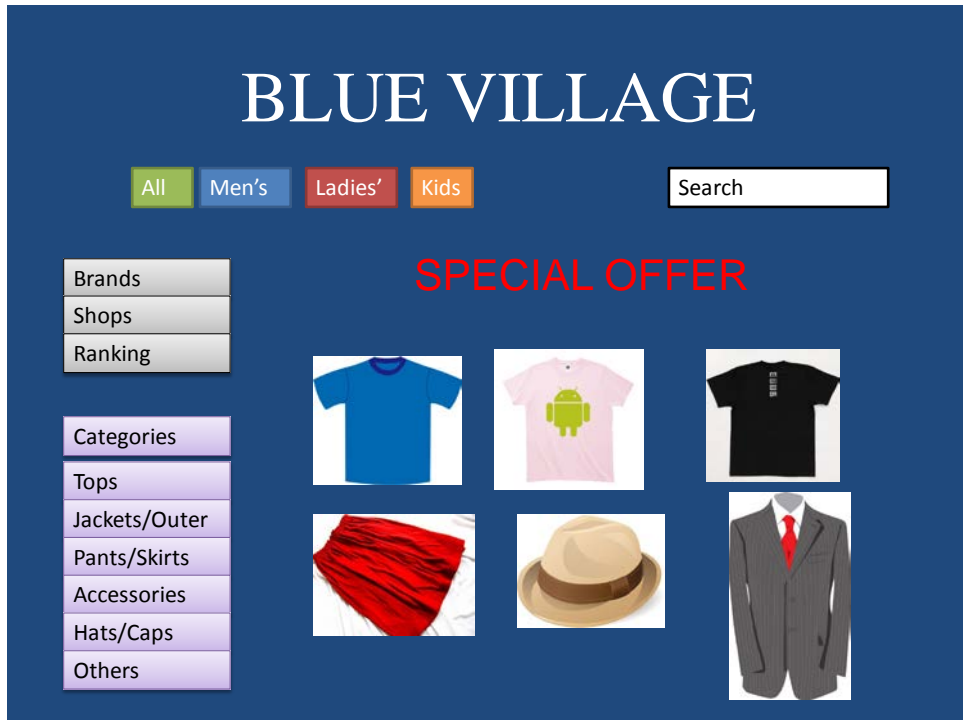 BLUE VILLAGE
All
Men’s
Ladies’
Kids
Search
SPECIAL OFFER
Brands
Shops
Ranking
Categories
Tops
Jackets/Outer
Pants/Skirts
Accessories
Hats/Caps
Others